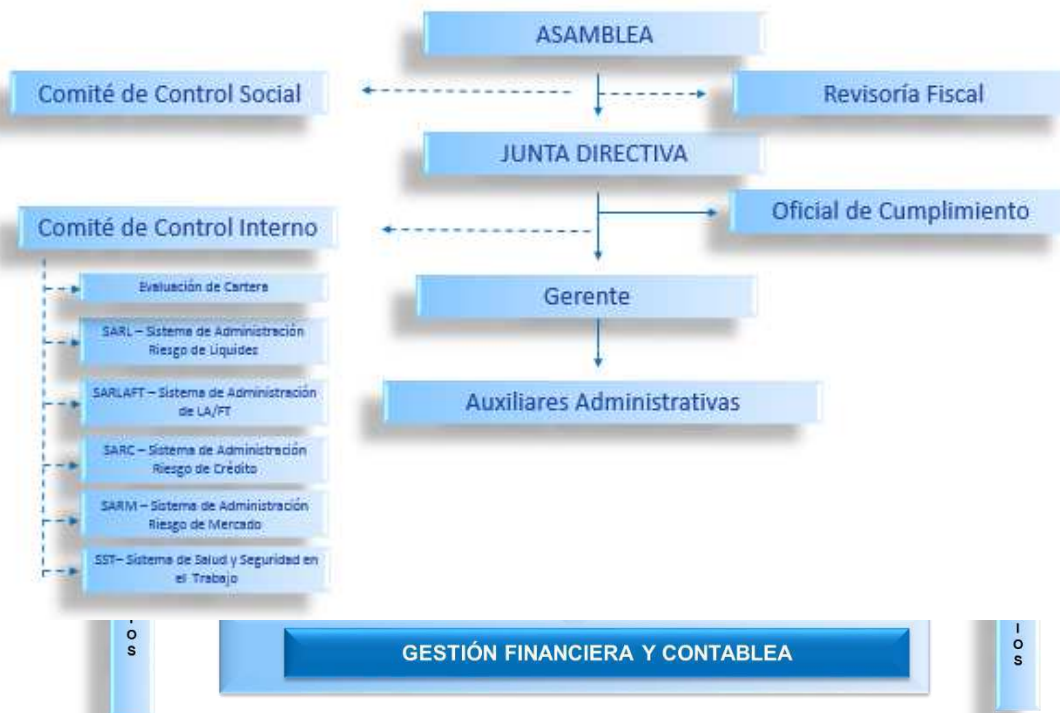 ASAMBLEA
Comité de Control Social
Revisoría Fiscal
JUNTA DIRECTIVA
Oficial de Cumplimiento
Comité de Control Interno
Evaluación de Cartera
Gerente
SARL – Sistema de Administración
Riesgo de Liquides
SARLAFT – Sistema de Administración
de LA/FT
Auxiliares Administrativas
SARC – Sistema de Administración
Riesgo de Crédito
SARM – Sistema de Administración
Riesgo de Mercado
SST– Sistema de Salud y Seguridad en
el Trabajo
O
S
GESTIÓN FINANCIERA Y CONTABLEA
I
O
S